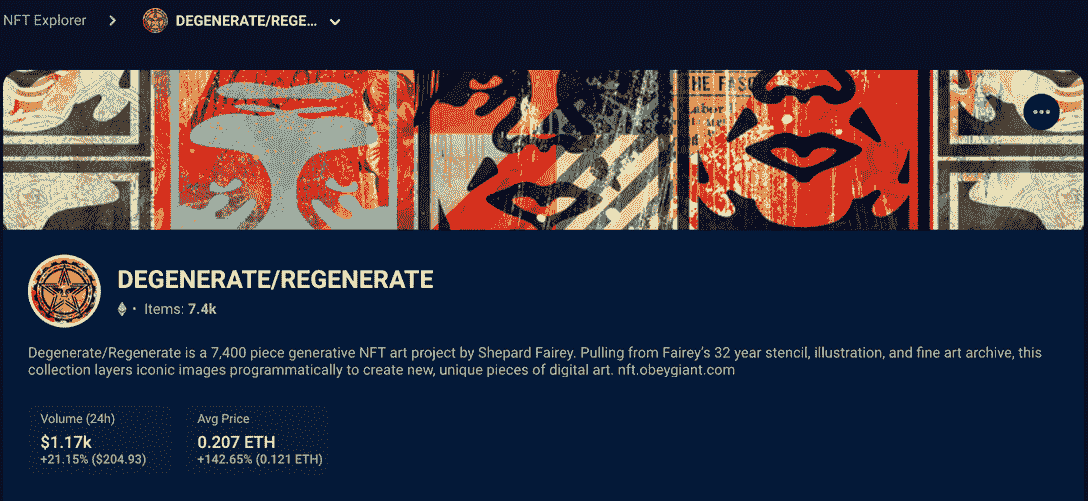 NFT Explorer > DEGENERATE/REGE...
HE F
DEGENERATE/REGENERATE
• Items: 7.4k
Degenerate/Regenerate is a 7,400 piece generative NFT art project by Shepard Fairey. Pulling from Fairey's 32 year stencil, illustration, and fine art archive, this
collection layers iconic images programmatically to create new, unique pieces of digital art. nft.obeygiant.com
Volume (24h) Avg Price
$1.17k 0.207 ETH
+21.15% ($204.93) +142.65% (0.121 ETH)